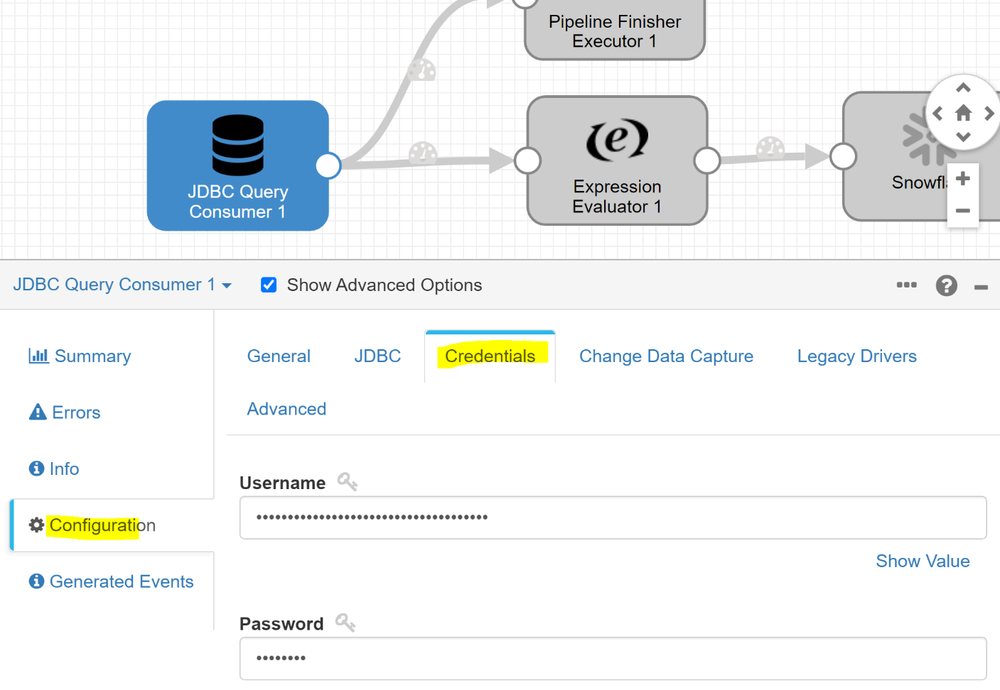 Pipeline Finisher
Executor 1
JDBC Query
Consumer 1
e
Expression
Evaluator 1
JDBC Query Consumer 1
Show Advanced Options
Summary
Errors
Info
Configuration
Generated Events
General
JDBC
Credentials
Change Data Capture
Legacy Drivers
Advanced
Username
••••••••••••••••••••••••••••••••••••••
Show Value
Password
••••••••